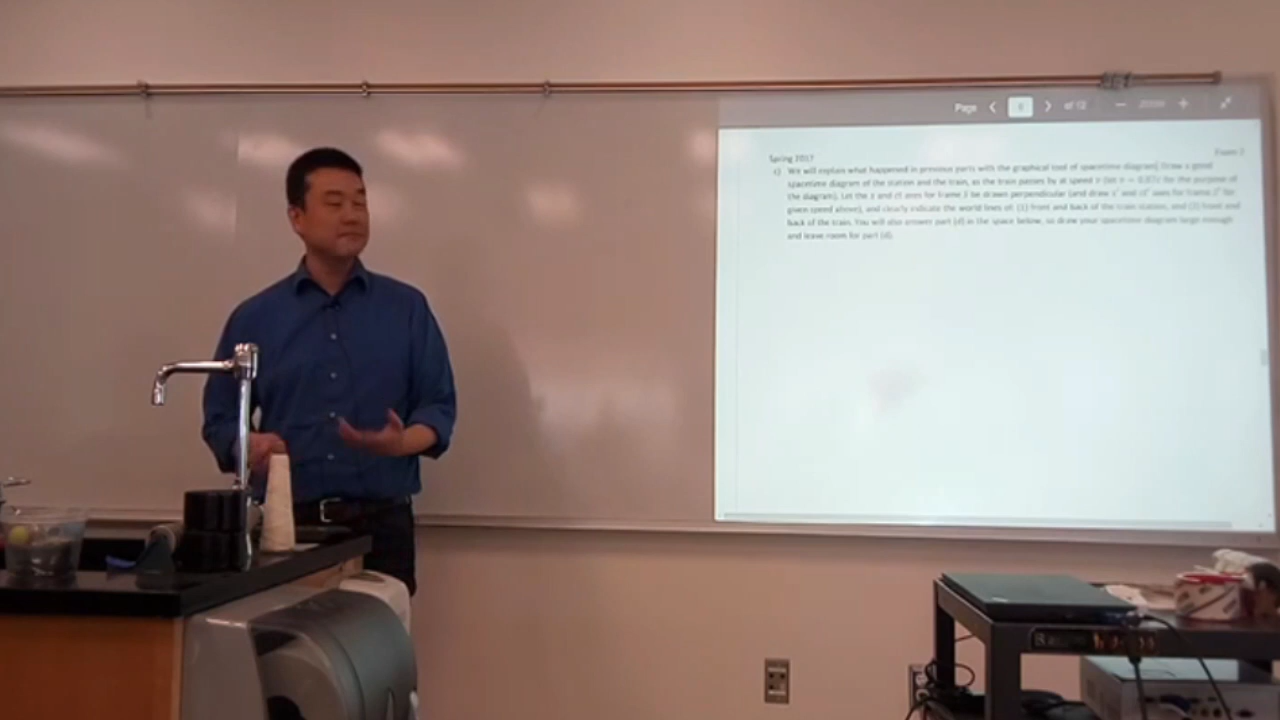 Page of 12
Spring 2017
c) We will explain what happened in previous parts with the graphical tool of spacetime diagram. Draw a good
spacetime diagram of the station and the train, as the train passes by at speed for the purpose of
the diagram). Let the x and ct axes for frame be drawn perpendicular (and draw x' and ct' axes for frame for
given speed above), and clearly indicate the world lines of: (1) front and back of the train station, and (2) front and
back of the train. You will also answer part (d) in the space below, so draw your spacetime diagram large enough
and leave room for part (d).